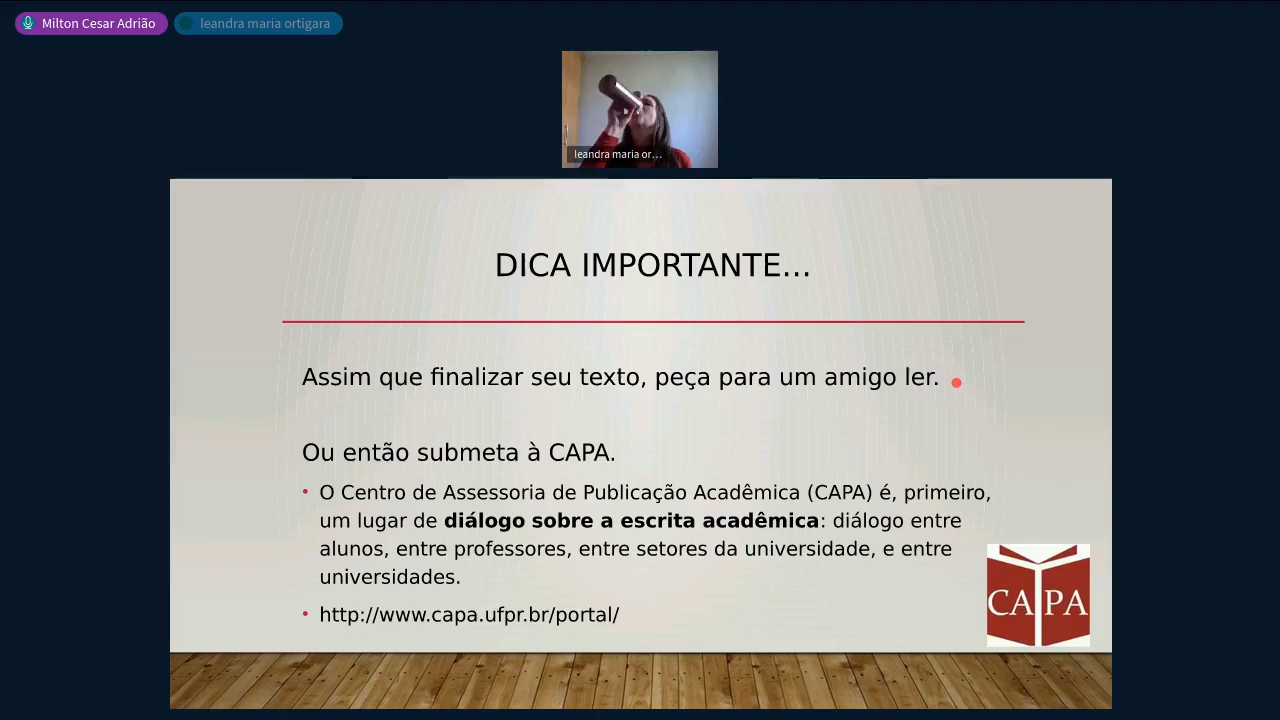 Milton Cesar Adrião
leandra maria ortigara
leandra maria or...
DICA IMPORTANTE...
Assim que finalizar seu texto, peça para um amigo ler.
Ou então submeta à CAPA.
• O Centro de Assessoria de Publicação Acadêmica (CAPA) é, primeiro,
um lugar de diálogo sobre a escrita acadêmica: diálogo entre
alunos, entre professores, entre setores da universidade, e entre
universidades.
• http://www.capa.ufpr.br/portal/
CAPA